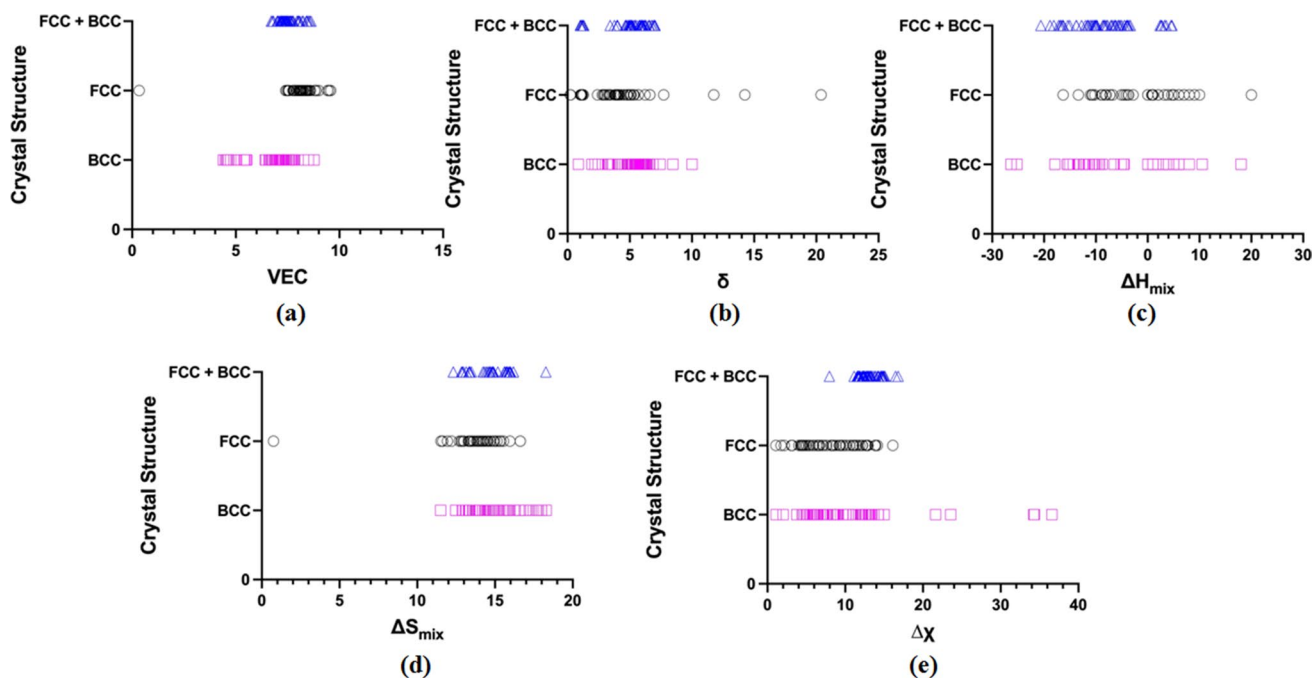 FCC + BCC
FCC
BCC
0
Crystal Structure
0 5 10 15
VEC
(a)
FCC + BCC
FCC
BCC
0
Crystal Structure
0 5 10 15 20 25
δ
(b)
FCC + BCC
FCC
BCC
0
Crystal Structure
-30 -20 -10 0 10 20 30
ΔHmix
(c)
FCC + BCC
FCC
BCC
0
Crystal Structure
0 5 10 15 20
ΔSmix
(d)
FCC + BCC
FCC
BCC
0
Crystal Structure
0 10 20 30 40
Δχ
(e)